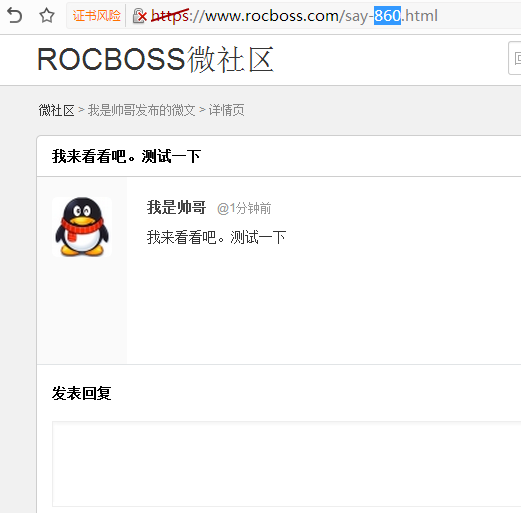 证书风险 https://www.rocboss.com/say-860.html
ROCBOSS微社区
微社区 > 我是帅哥发布的微文 > 详情页
我来看看吧。测试一下
我是帅哥 @1分钟前
我来看看吧。测试一下
发表回复